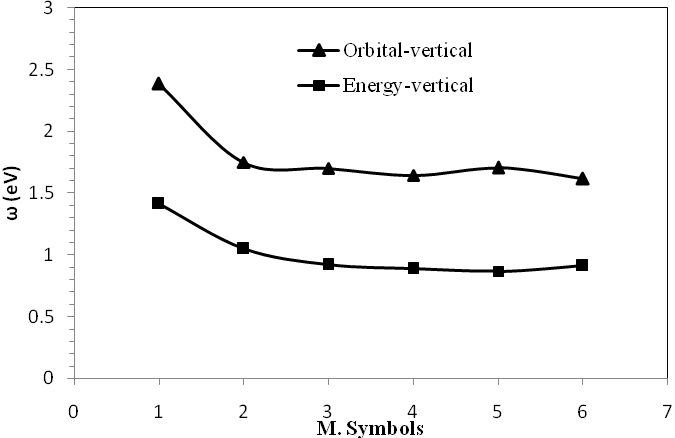 3
2.5
2
1.5
1
0.5
0
ω (eV)
Orbital-vertical
Energy-vertical
0 1 2 3 4 5 6 7
M. Symbols